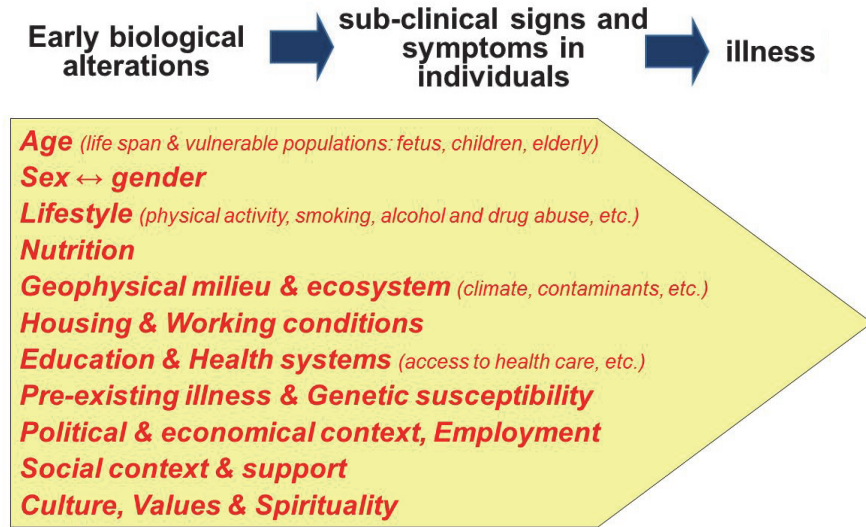 Early biological
alterations
sub-clinical signs and
symptoms in
individuals
illness
Age (life span & vulnerable populations: fetus, children, elderly)
Sex ↔ gender
Lifestyle (physical activity, smoking, alcohol and drug abuse, etc.)
Nutrition
Geophysical milieu & ecosystem (climate, contaminants, etc.)
Housing & Working conditions
Education & Health systems (access to health care, etc.)
Pre-existing illness & Genetic susceptibility
Political & economical context, Employment
Social context & support
Culture, Values & Spirituality